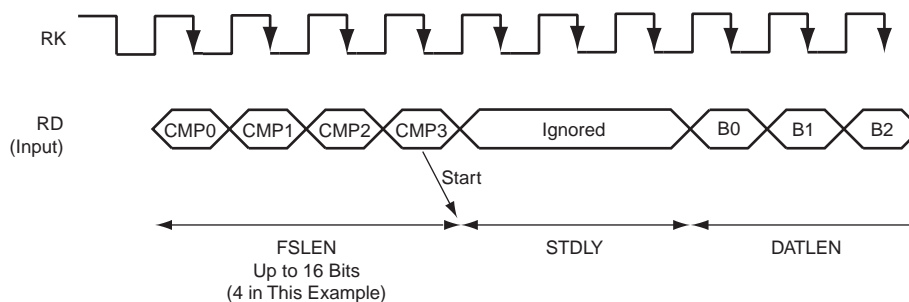 RK
RD
(Input)
CMP0 CMP1 CMP2 CMP3 Ignored B0 B1 B2
Start
FSLEN STDLY DATLEN
Up to 16 Bits
(4 in This Example)